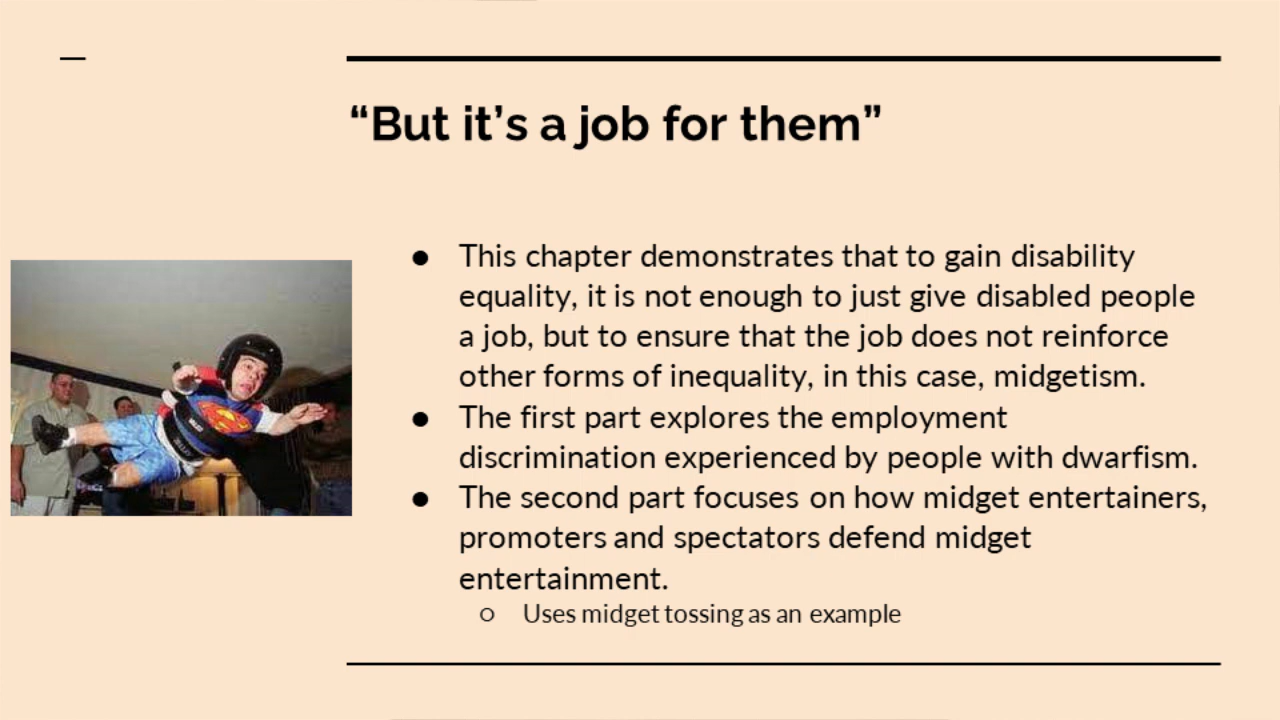 “But it’s a job for them”
● This chapter demonstrates that to gain disability
equality, it is not enough to just give disabled people
a job, but to ensure that the job does not reinforce
other forms of inequality, in this case, midgetism.
● The first part explores the employment
discrimination experienced by people with dwarfism.
● The second part focuses on how midget entertainers,
promoters and spectators defend midget
entertainment.
○ Uses midget tossing as an example